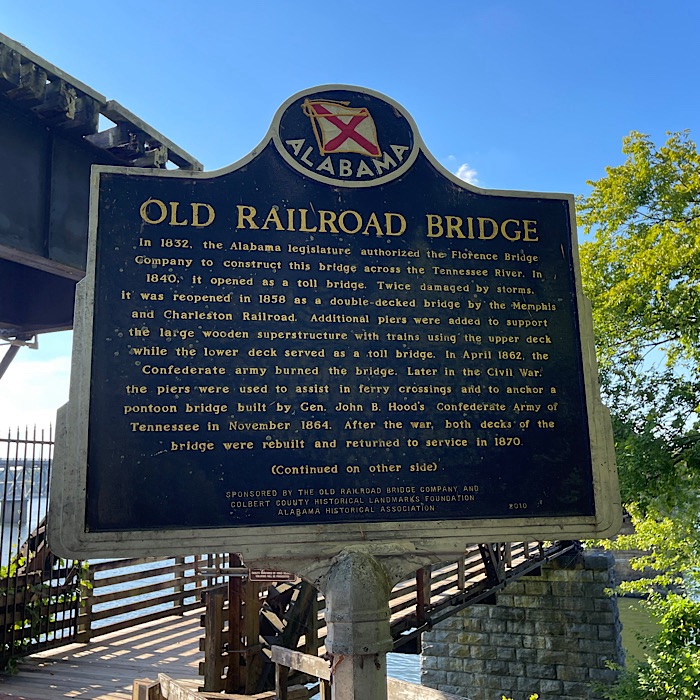 ALABAMA
OLD RAILROAD BRIDGE
In 1832, the Alabama legislature authorized the Florence Bridge
Company to construct this bridge across the Tennessee River. In
1840, it opened as a toll bridge. Twice damaged by storms,
it was reopened in 1858 as a double-decked bridge by the Memphis
and Charleston Railroad. Additional piers were added to support
the large wooden superstructure with trains using the upper deck
while the lower deck served as a toll bridge. In April 1862, the
Confederate army burned the bridge. Later in the Civil War,
the piers were used to assist in ferry crossings and to anchor a
pontoon bridge built by Gen. John B. Hood's Confederate Army of
Tennessee in November 1864. After the war, both decks of the
bridge were rebuilt and returned to service in 1870.
(Continued on other side)
SPONSORED BY THE OLD RAILROAD BRIDGE COMPANY AND
COLBERT COUNTY HISTORICAL LANDMARKS FOUNDATION
ALABAMA HISTORICAL ASSOCIATION 2010